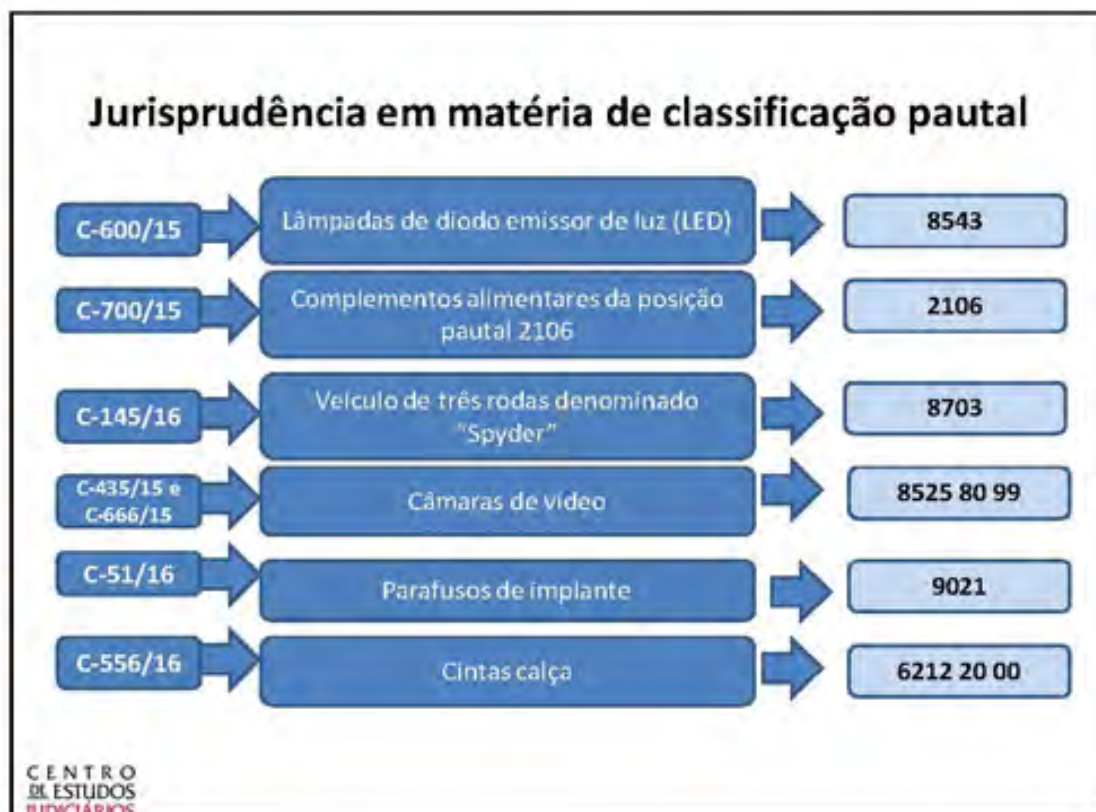 Jurisprudência em matéria de classificação pautal
C-600/15
Lâmpadas de díodo emissor de luz (LED)
8543
C-700/15
Complementos alimentares da posição
pautal 2106
2106
C-145/16
Veículo de três rodas denominado
"Spyder"
8703
C-435/15 e
C-666/15
Câmaras de vídeo
8525 80 99
C-51/16
Parafusos de implante
9021
C-556/16
Cintas calça
6212 20 00
CENTRO
DE ESTUDOS
JUDICIÁRIOS